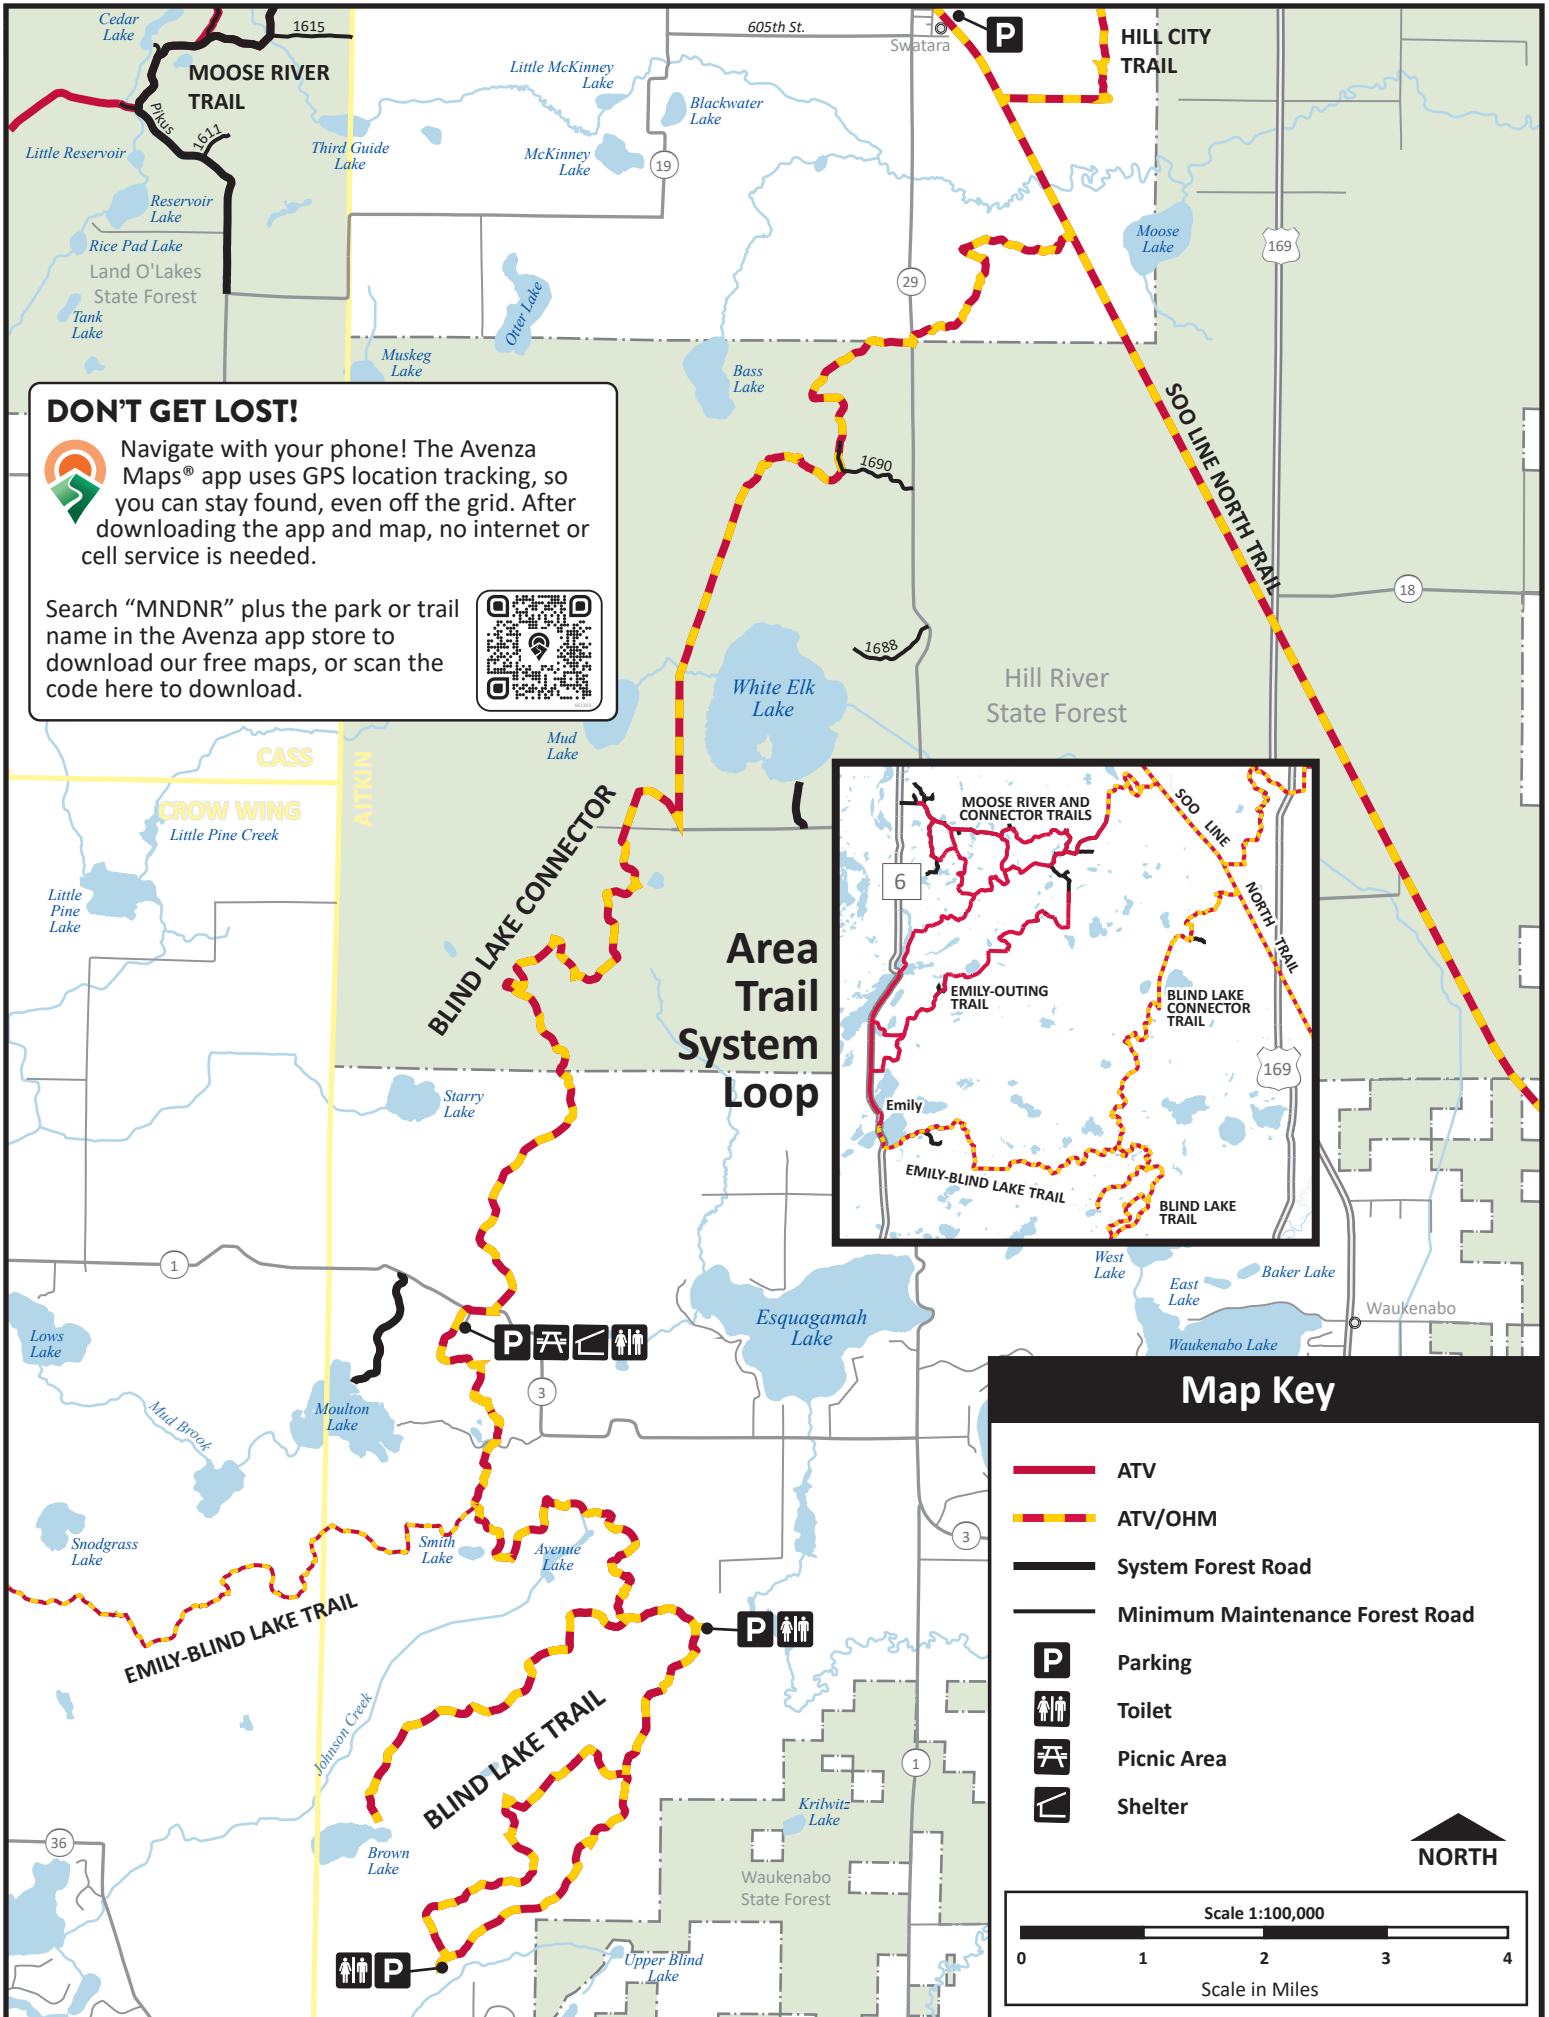 Cedar
Lake
1615
MOOSE RIVER
TRAIL
Pikus
1611
Little Reservoir
Reservoir
Lake
Rice Pad Lake
Land O'Lakes
State Forest
Tank
Lake
Third Guide
Lake
Little McKinney
Lake
McKinney
Lake
Blackwater
Lake
19
605th St.
Swatara
P
HILL CITY
TRAIL
Moose
Lake
169
29
Otter Lake
Muskeg
Lake
Bass
Lake
SOO LINE NORTH TRAIL
18
1690
1688
Hill River
State Forest
White Elk
Lake
Mud
Lake
DON'T GET LOST!
Navigate with your phone! The Avenza
Maps® app uses GPS location tracking, so
you can stay found, even off the grid. After
downloading the app and map, no internet or
cell service is needed.
Search “MNDNR” plus the park or trail
name in the Avenza app store to
download our free maps, or scan the
code here to download.
CASS
AITKIN
CROW WING
Little Pine Creek
Little
Pine
Lake
BLIND LAKE CONNECTOR
Area
Trail
System
Loop
MOOSE RIVER AND
CONNECTOR TRAILS
SOO LINE
NORTH TRAIL
6
EMILY-OUTING
TRAIL
BLIND LAKE
CONNECTOR
TRAIL
169
Emily
EMILY-BLIND LAKE TRAIL
BLIND LAKE
TRAIL
Starry
Lake
1
Lows
Lake
Mud Brook
Moulton
Lake
P
3
Esquagamah
Lake
West
Lake
East
Lake
Baker Lake
Waukenabo
Waukenabo Lake
Snodgrass
Lake
Smith
Lake
Avenue
Lake
3
EMILY-BLIND LAKE TRAIL
P
Johnson Creek
BLIND LAKE TRAIL
Brown
Lake
36
P
Krilwitz
Lake
1
Waukenabo
State Forest
Upper Blind
Lake
Map Key
ATV
ATV/OHM
System Forest Road
Minimum Maintenance Forest Road
P
Parking
Toilet
Picnic Area
Shelter
NORTH
Scale 1:100,000
0 1 2 3 4
Scale in Miles